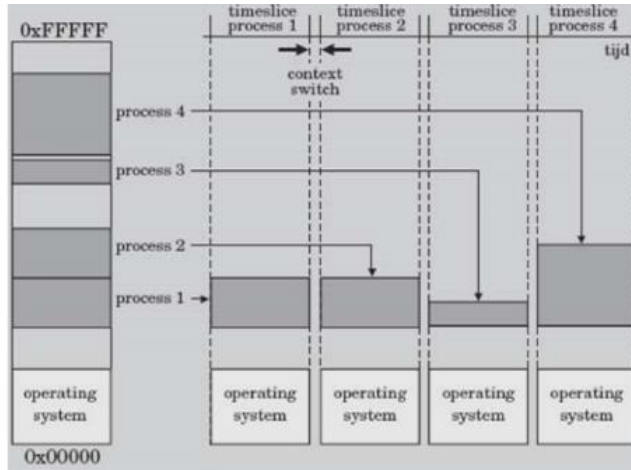 timeslice timeslice timeslice timeslice
0xFFFFF process 1 process 2 process 3 process 4
tijd
context
switch
process 4
process 3
process 2
process 1
operating operating operating operating operating
system system system system system
0x00000